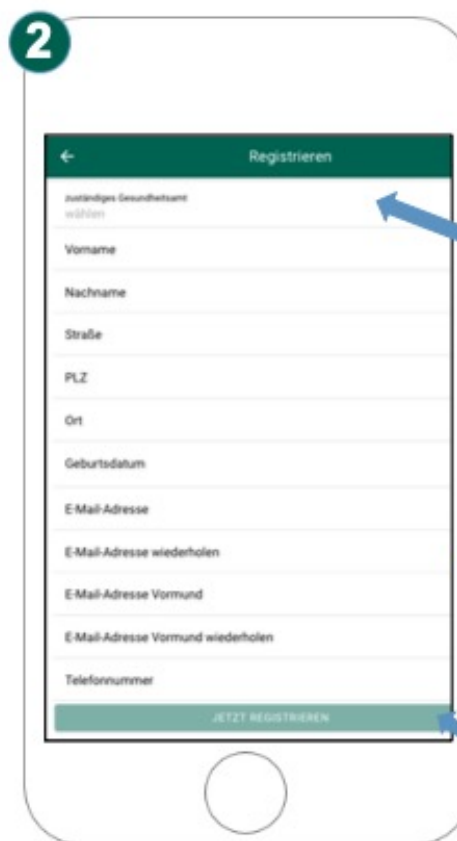 2
Registrieren
zuständiges Gesundheitsamt
wählen
Vorname
Nachname
Straße
PLZ
Ort
Geburtsdatum
E-Mail-Adresse
E-Mail-Adresse wiederholen
E-Mail-Adresse Vormund
E-Mail-Adresse Vormund wiederholen
Telefonnummer
JETZT REGISTRIEREN